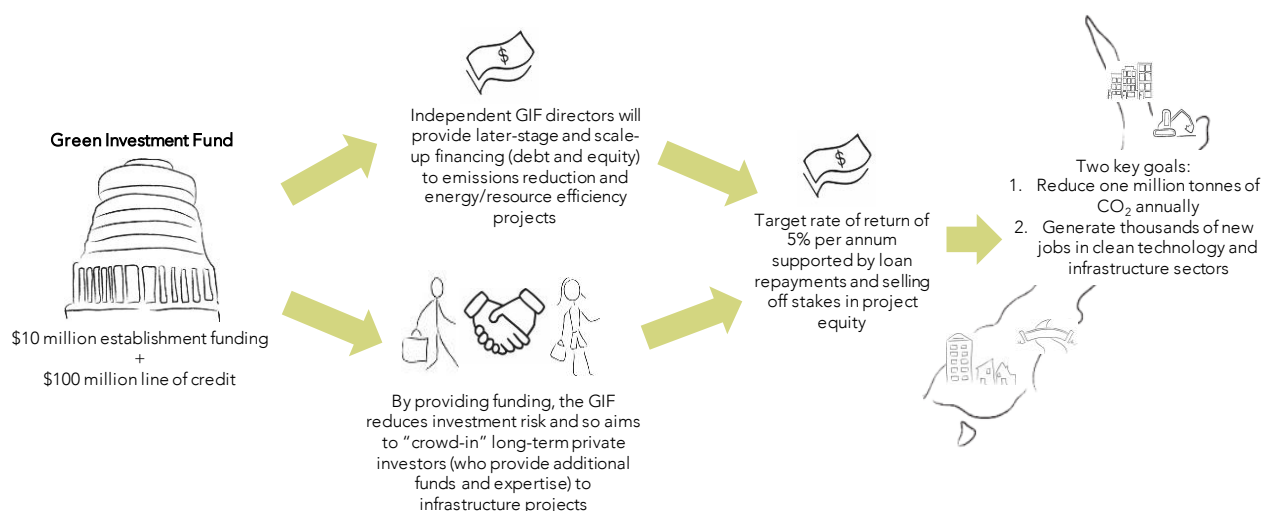 Green Investment Fund
$10 million establishment funding
+
$100 million line of credit
$
Independent GIF directors will
provide later-stage and scale-
up financing (debt and equity)
to emissions reduction and
energy/resource efficiency
projects
By providing funding, the GIF
reduces investment risk and so aims
to “crowd-in” long-term private
investors (who provide additional
funds and expertise) to
infrastructure projects
$
Target rate of return of
5% per annum
supported by loan
repayments and selling
off stakes in project
equity
Two key goals:
1. Reduce one million tonnes of
CO₂ annually
2. Generate thousands of new
jobs in clean technology and
infrastructure sectors